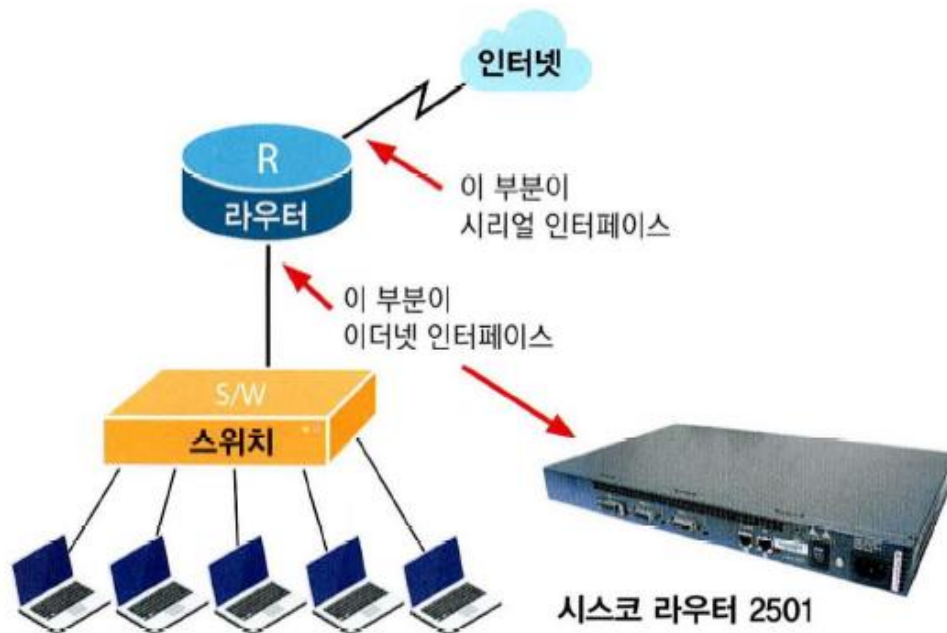 인터넷
R
라우터
이 부분이
시리얼 인터페이스
이 부분이
이더넷 인터페이스
S/W
스위치
시스코 라우터 2501